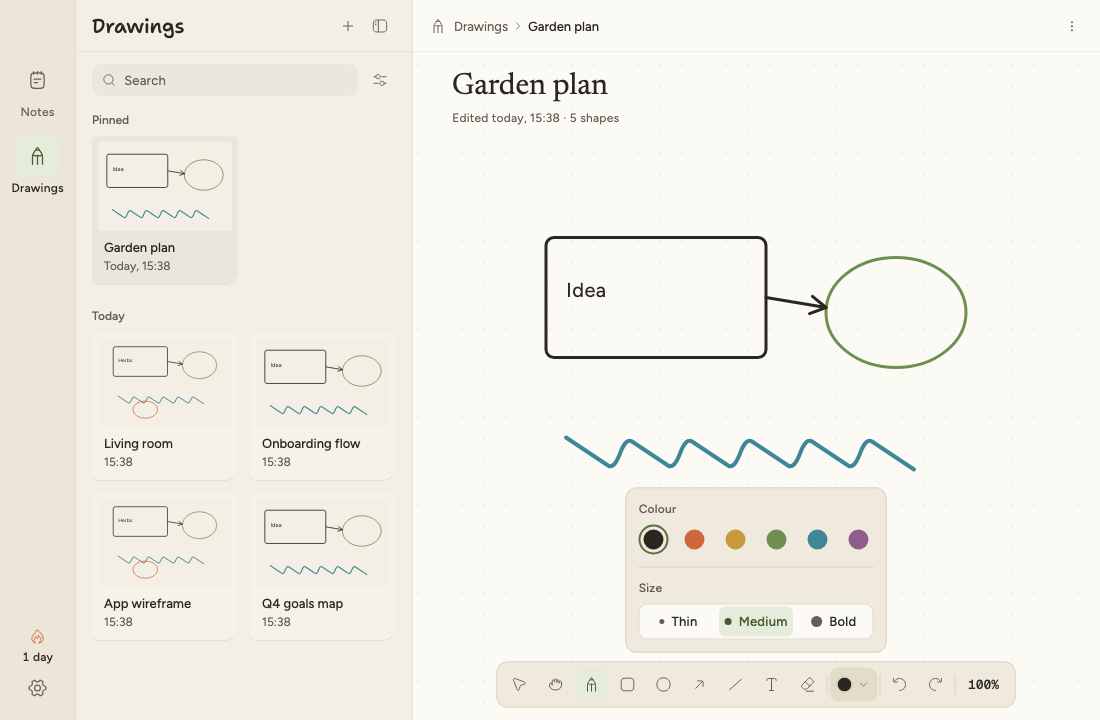 Notes
Drawings
1 day
Drawings
Search
Pinned
Idea
Garden plan
Today, 15:38
Today
Herbs
Living room
15:38
Idea
Onboarding flow
15:38
Herbs
App wireframe
15:38
Idea
Q4 goals map
15:38
Drawings > Garden plan
Garden plan
Edited today, 15:38 · 5 shapes
Idea
Colour
Size
Thin Medium Bold
100%